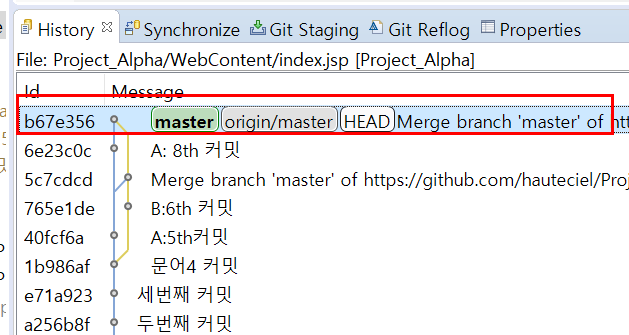 History Synchronize Git Staging Git Reflog Properties
File: Project_Alpha/WebContent/index.jsp [Project_Alpha]
Id Message
b67e356 master origin/master HEAD Merge branch 'master' of
6e23c0c A: 8th 커밋
5c7cdcd Merge branch 'master' of https://github.com/hauteciel/Proj
765e1de B:6th 커밋
40fcf6a A:5th커밋
1b986af 문어4 커밋
e71a923 세번째 커밋
a256b8f 두번째 커밋